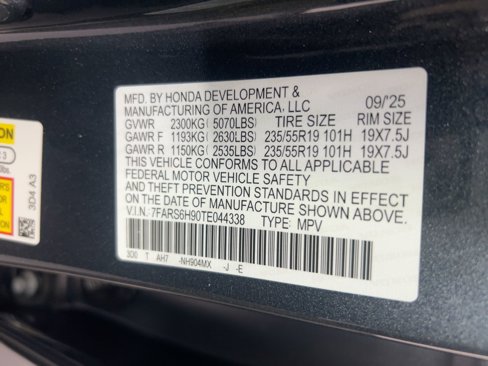 MFD. BY HONDA DEVELOPMENT &
MANUFACTURING OF AMERICA, LLC 09/'25
GVWR 2300KG( 5070LBS) TIRE SIZE RIM SIZE
GAWR F 1193KG( 2630LBS) 235/55R19 101H 19X7.5J
GAWR R 1150KG( 2535LBS) 235/55R19 101H 19X7.5J
THIS VEHICLE CONFORMS TO ALL APPLICABLE
FEDERAL MOTOR VEHICLE SAFETY
AND THEFT PREVENTION STANDARDS IN EFFECT
ON THE DATE OF MANUFACTURE SHOWN ABOVE.
V.I.N.: 7FARS6H90TE044338 TYPE: MPV
3D0 T AH7 -NH904MX -J -E
3D4 A3